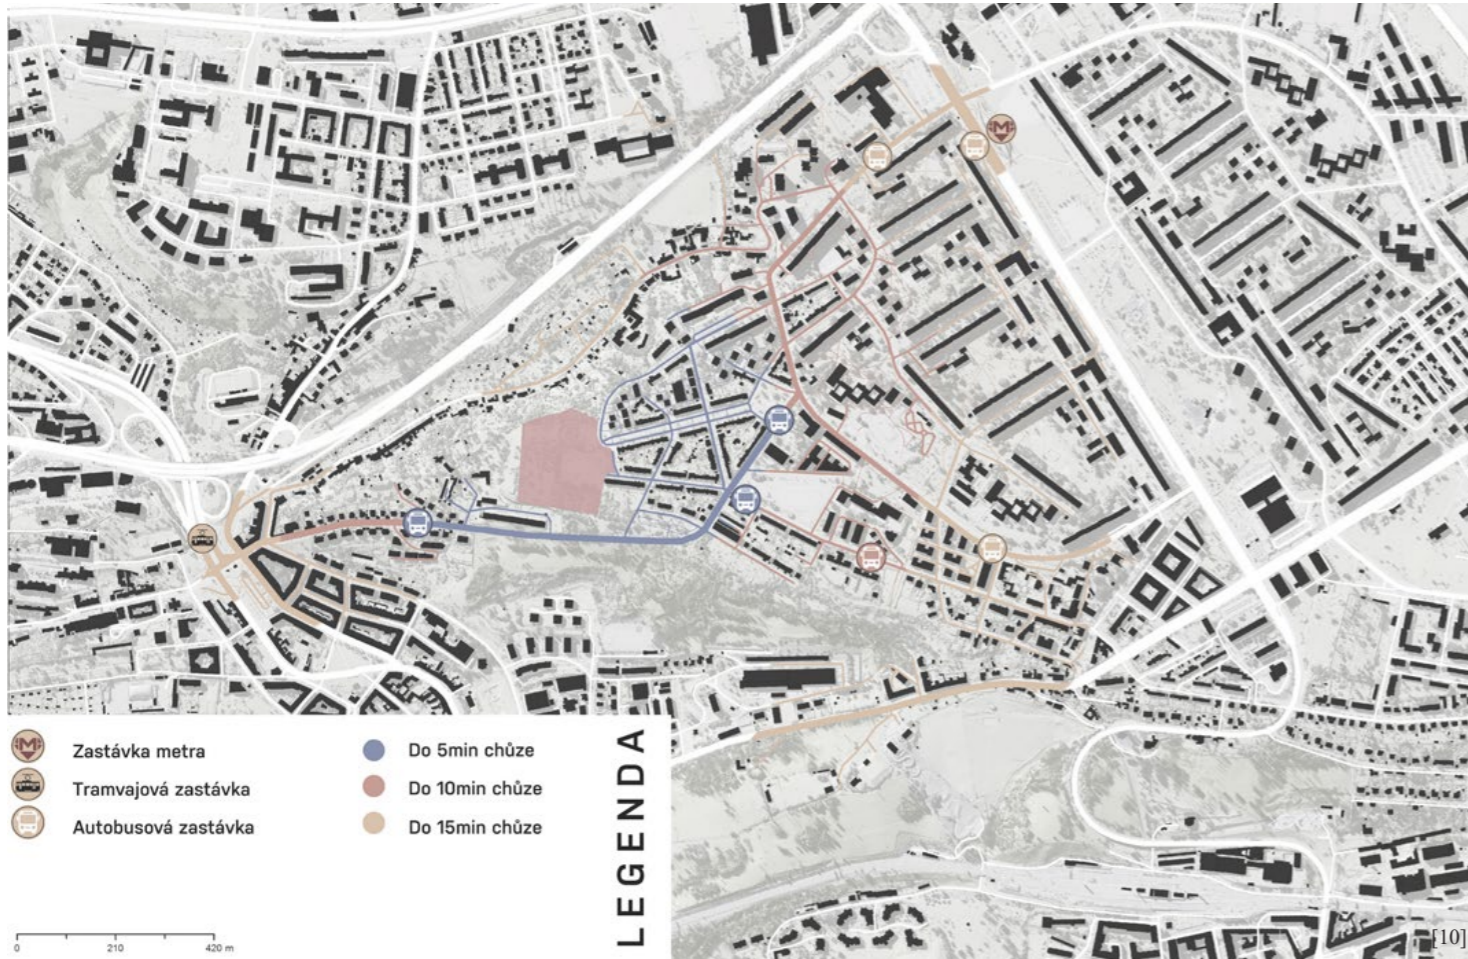 M
Zastávka metra
Tramvajová zastávka
Autobusová zastávka
Do 5min chůze
Do 10min chůze
Do 15min chůze
LEGENDA
0 210 420 m
[10]